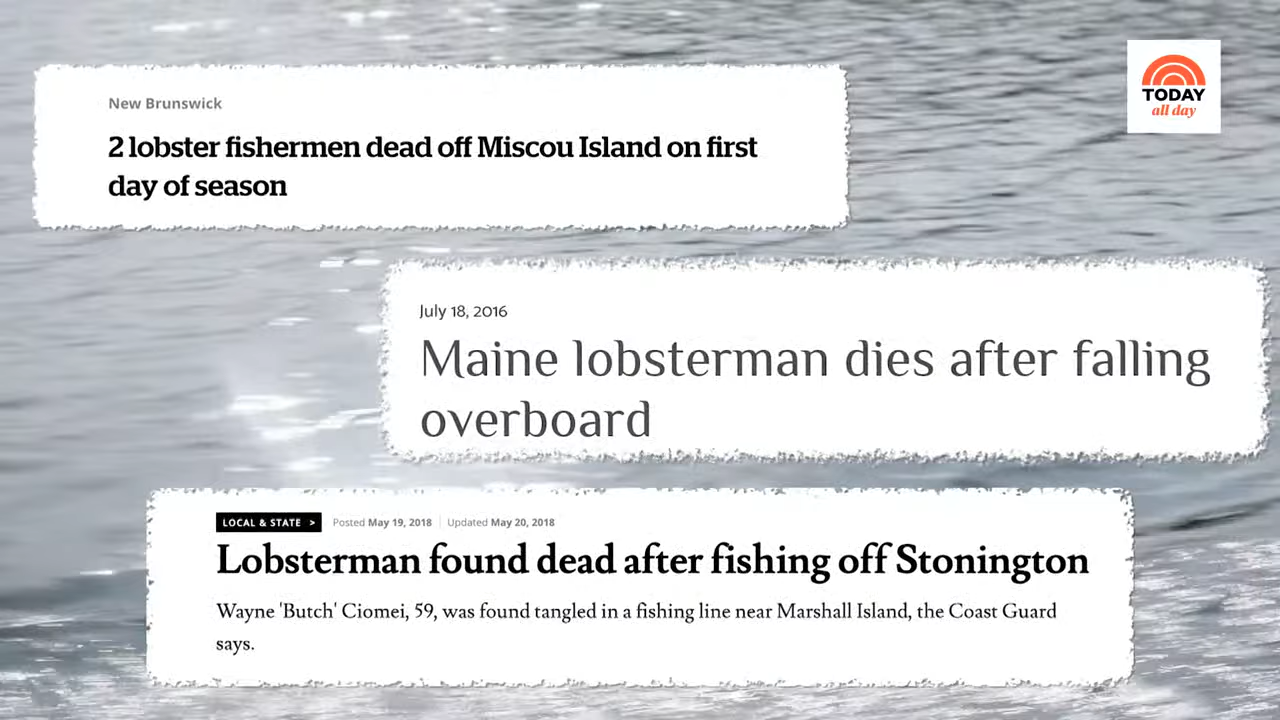 New Brunswick
2 lobster fishermen dead off Miscou Island on first
day of season
TODAY
all day
July 18, 2016
Maine lobsterman dies after falling
overboard
LOCAL & STATE >
Posted May 19, 2018 | Updated May 20, 2018
Lobsterman found dead after fishing off Stonington
Wayne 'Butch' Ciomei, 59, was found tangled in a fishing line near Marshall Island, the Coast Guard
says.